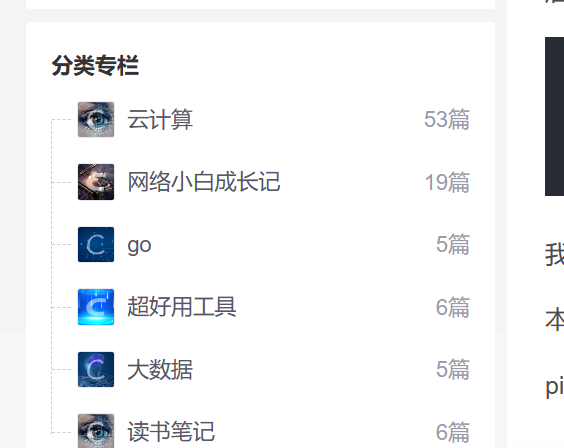 分类专栏
云计算 53篇
网络小白成长记 19篇
go 5篇
超好用工具 6篇
大数据 5篇
读书笔记 6篇
我
本
pi